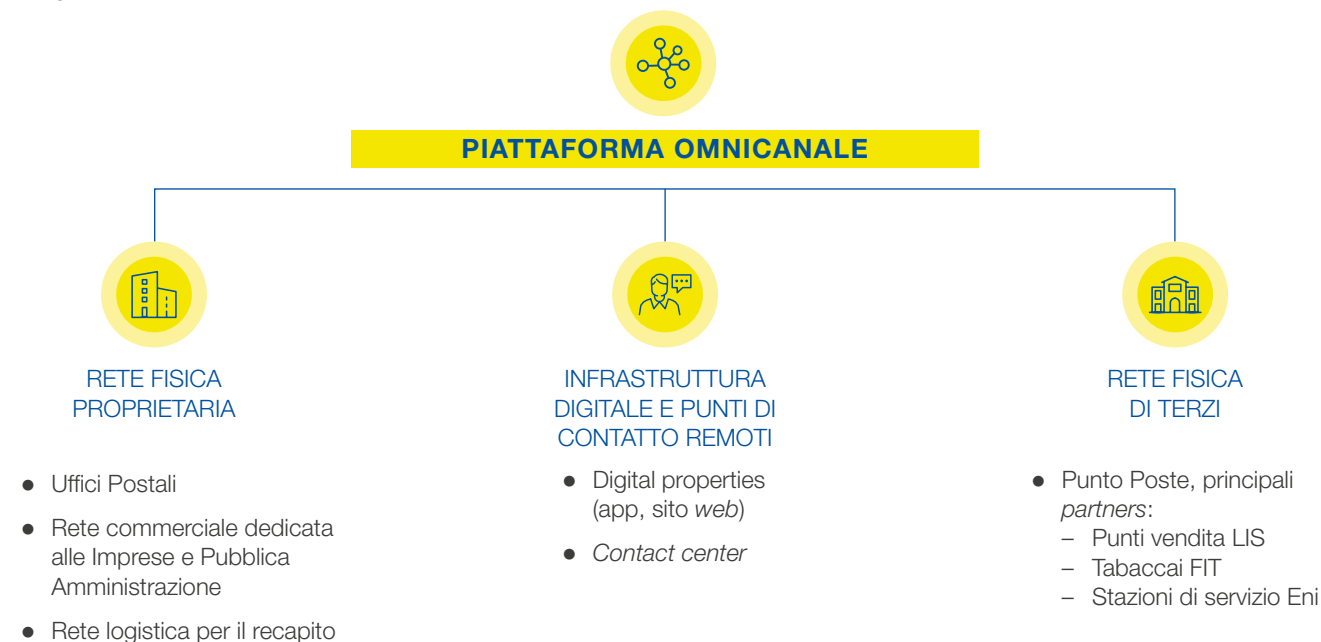 PIATTAFORMA OMNICANALE
RETE FISICA
PROPRIETARIA
● Uffici Postali
● Rete commerciale dedicata
alle Imprese e Pubblica
Amministrazione
● Rete logistica per il recapito
INFRASTRUTTURA
DIGITALE E PUNTI DI
CONTATTO REMOTI
● Digital properties
(app, sito web)
● Contact center
RETE FISICA
DI TERZI
● Punto Poste, principali
partners:
– Punti vendita LIS
– Tabaccai FIT
– Stazioni di servizio Eni